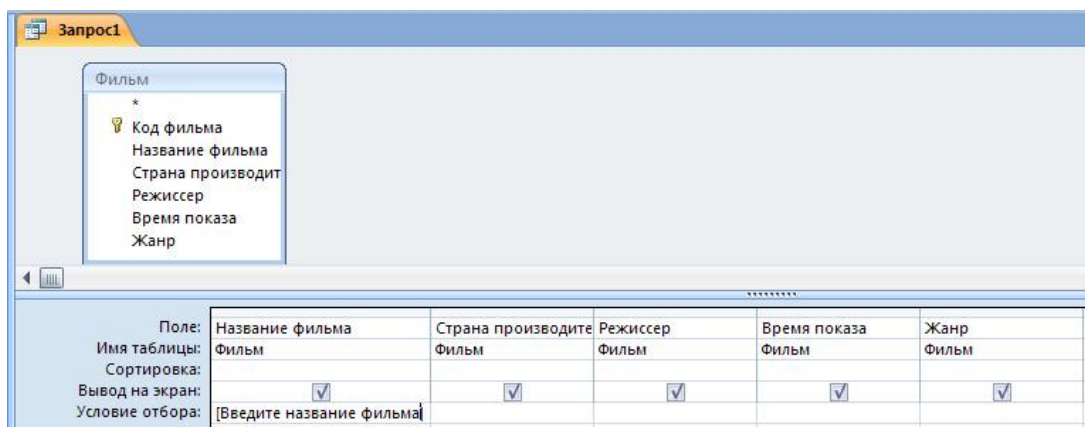 Запрос1
Фильм
*
Код фильма
Название фильма
Страна производит
Режиссер
Время показа
Жанр
Поле: Название фильма Страна производите Режиссер Время показа Жанр
Имя таблицы: Фильм Фильм Фильм Фильм Фильм
Сортировка:
Вывод на экран:
Условие отбора: [Введите название фильма